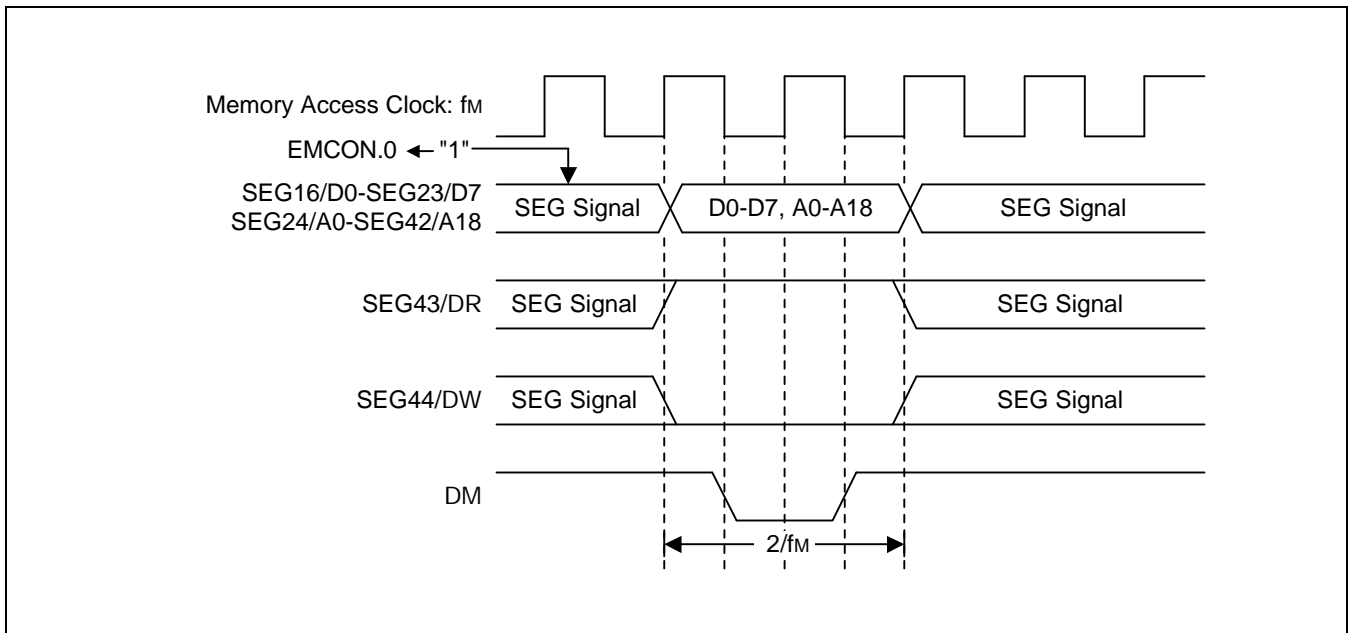 Memory Access Clock: fM
EMCON.0 ← "1"
SEG16/D0-SEG23/D7
SEG24/A0-SEG42/A18
SEG Signal
D0-D7, A0-A18
SEG Signal
SEG43/DR
SEG Signal
SEG Signal
SEG44/DW
SEG Signal
SEG Signal
DM
2/fM